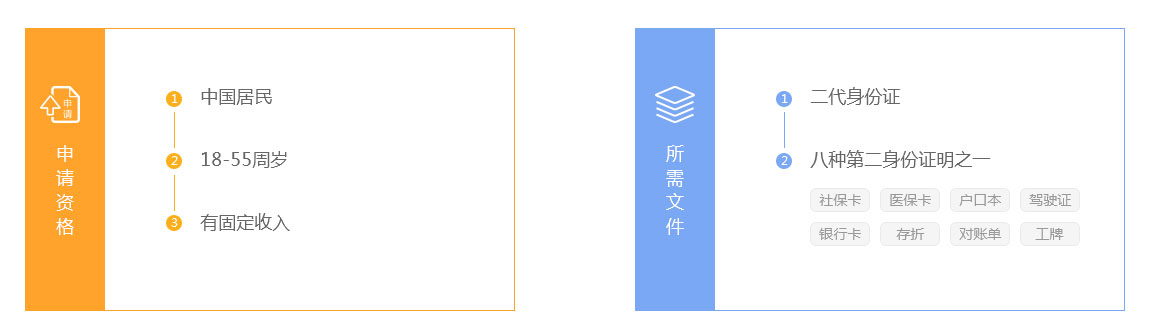 申请
申请资格
1 中国居民
2 18-55周岁
3 有固定收入
所需文件
1 二代身份证
2 八种第二身份证明之一
社保卡 医保卡 户口本 驾驶证
银行卡 存折 对账单 工牌